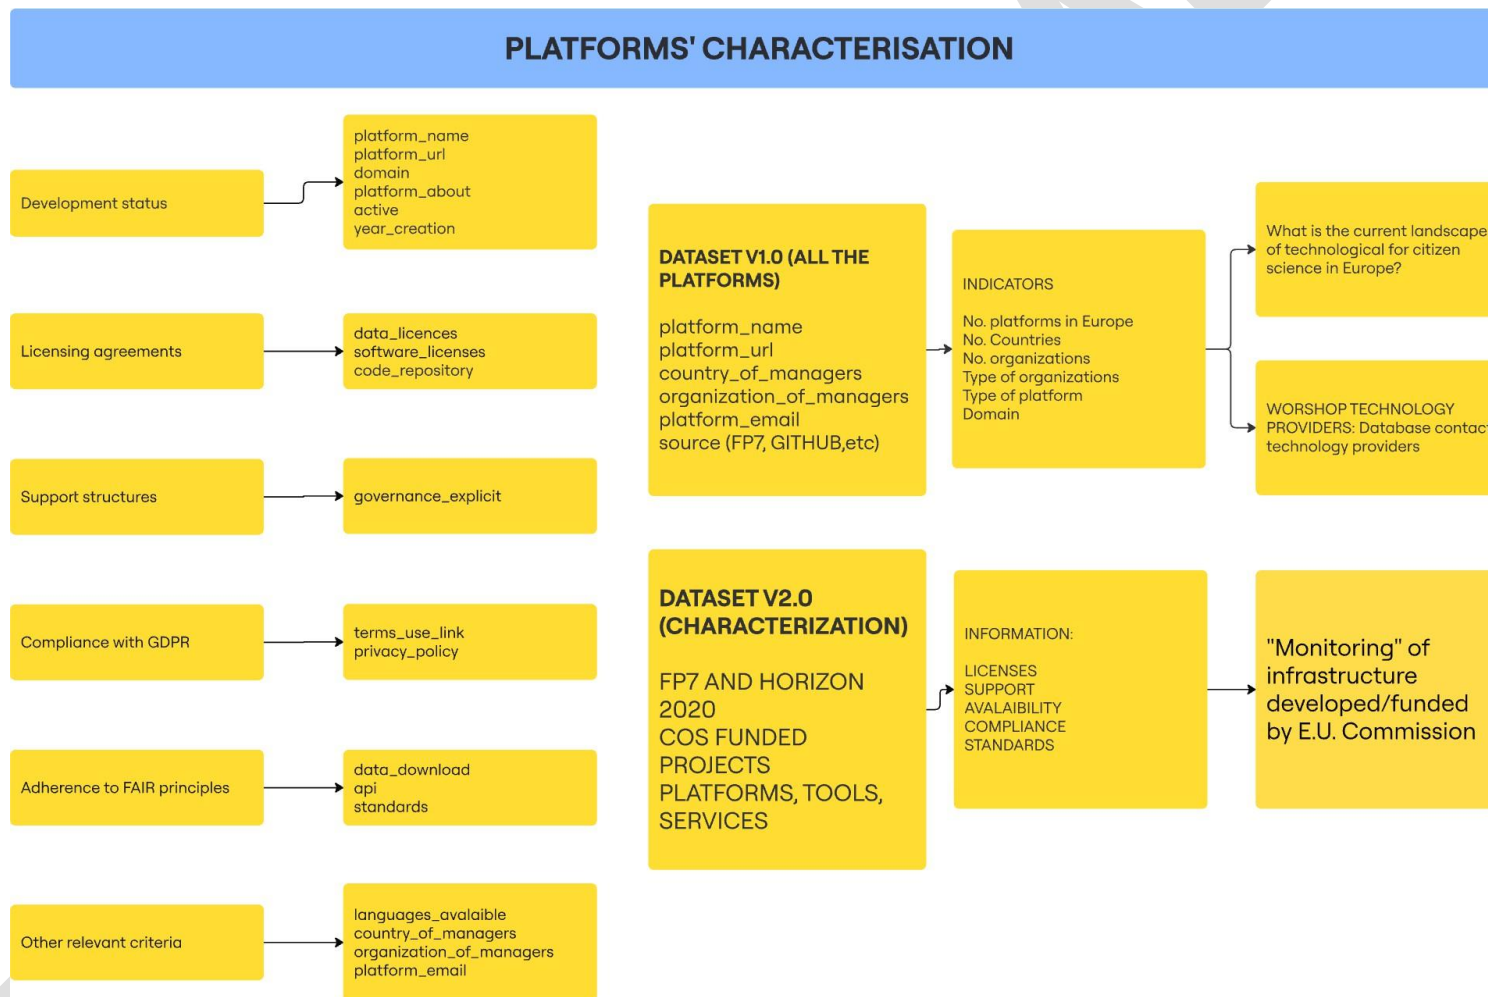 PLATFORMS' CHARACTERISATION
Development status
platform_name
platform_url
domain
platform_about
active
year_creation
Licensing agreements
data_licences
software_licenses
code_repository
Support structures
governance_explicit
Compliance with GDPR
terms_use_link
privacy_policy
Adherence to FAIR principles
data_download
api
standards
Other relevant criteria
languages_avalaible
country_of_managers
organization_of_managers
platform_email
DATASET V1.0 (ALL THE
PLATFORMS)
platform_name
platform_url
country_of_managers
organization_of_managers
platform_email
source (FP7, GITHUB,etc)
INDICATORS
No. platforms in Europe
No. Countries
No. organizations
Type of organizations
Type of platform
Domain
What is the current landscape
of technological for citizen
science in Europe?
WORSHOP TECHNOLOGY
PROVIDERS: Database contact
technology providers
DATASET V2.0
(CHARACTERIZATION)
FP7 AND HORIZON
2020
COS FUNDED
PROJECTS
PLATFORMS, TOOLS,
SERVICES
INFORMATION:
LICENSES
SUPPORT
AVALAIBILITY
COMPLIANCE
STANDARDS
"Monitoring" of
infrastructure
developed/funded
by E.U. Commission